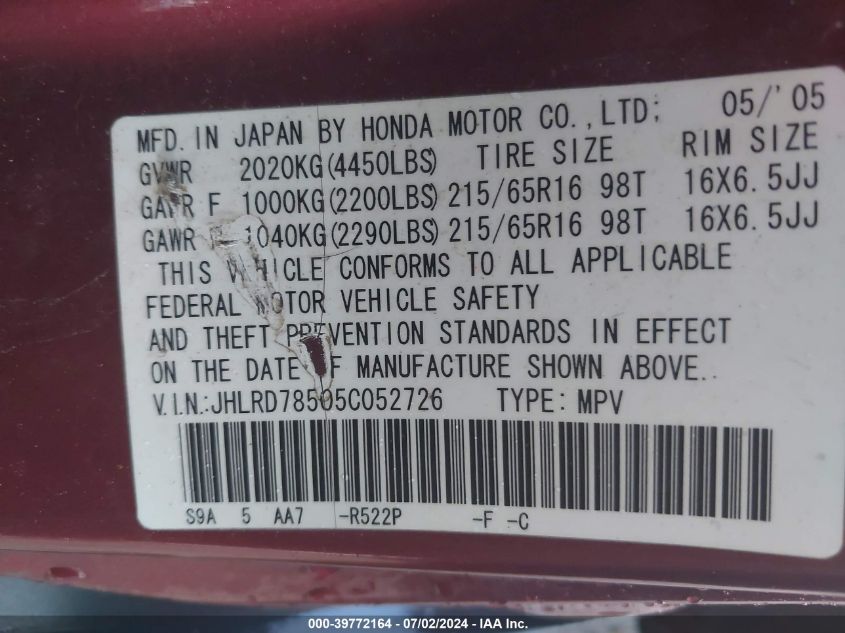 MFD. IN JAPAN BY HONDA MOTOR CO., LTD; 05/'05
GVWR 2020KG(4450LBS) TIRE SIZE RIM SIZE
GAWR F 1000KG(2200LBS) 215/65R16 98T 16X6.5JJ
GAWR 1040KG(2290LBS) 215/65R16 98T 16X6.5JJ
THIS VEHICLE CONFORMS TO ALL APPLICABLE
FEDERAL MOTOR VEHICLE SAFETY
AND THEFT PREVENTION STANDARDS IN EFFECT
ON THE DATE OF MANUFACTURE SHOWN ABOVE..
V.I.N.:JHLRD78505C052726 TYPE: MPV
S9A 5 AA7 -R522P -F -C
000-39772164 - 07/02/2024 - IAA Inc.